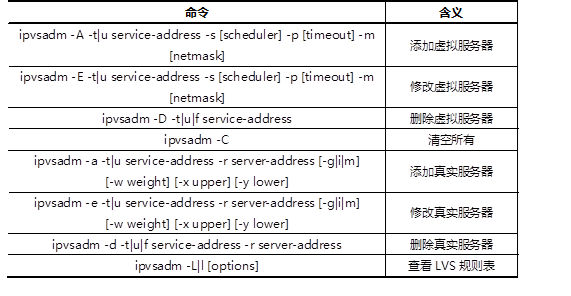 命令 含义
ipvsadm -A -t|u service-address -s [scheduler] -p [timeout] -m
[netmask] 添加虚拟服务器
ipvsadm -E -t|u service-address -s [scheduler] -p [timeout] -m
[netmask] 修改虚拟服务器
ipvsadm -D -t|u|f service-address 删除虚拟服务器
ipvsadm -C 清空所有
ipvsadm -a -t|u service-address -r server-address [-g|i|m]
[-w weight] [-x upper] [-y lower] 添加真实服务器
ipvsadm -e -t|u service-address -r server-address [-g|i|m]
[-w weight] [-x upper] [-y lower] 修改真实服务器
ipvsadm -d -t|u|f service-address -r server-address 删除真实服务器
ipvsadm -L|l [options] 查看 LVS 规则表